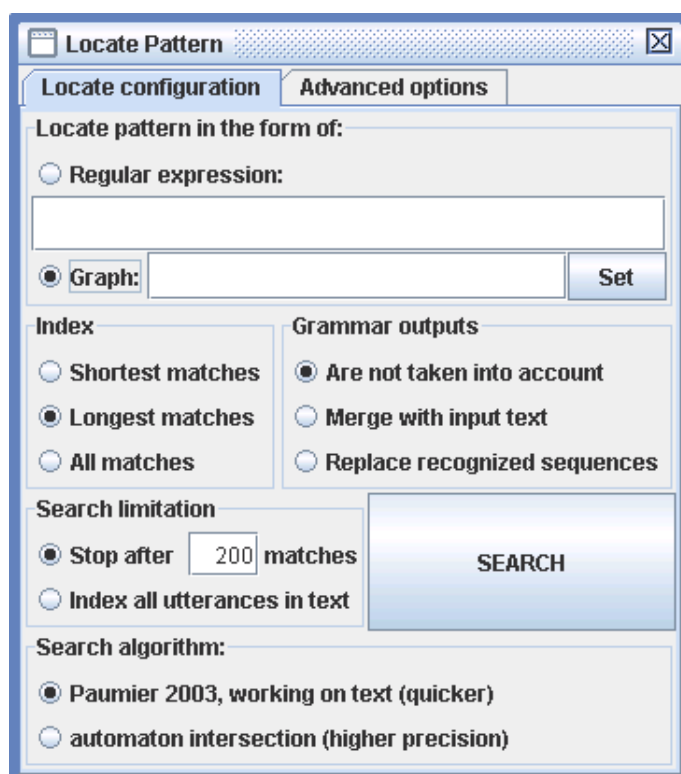 Locate Pattern
Locate configuration
Advanced options
Locate pattern in the form of:
Regular expression:
Graph:
Set
Index
Shortest matches
Longest matches
All matches
Grammar outputs
Are not taken into account
Merge with input text
Replace recognized sequences
Search limitation
Stop after 200 matches
Index all utterances in text
SEARCH
Search algorithm:
Paumier 2003, working on text (quicker)
automaton intersection (higher precision)